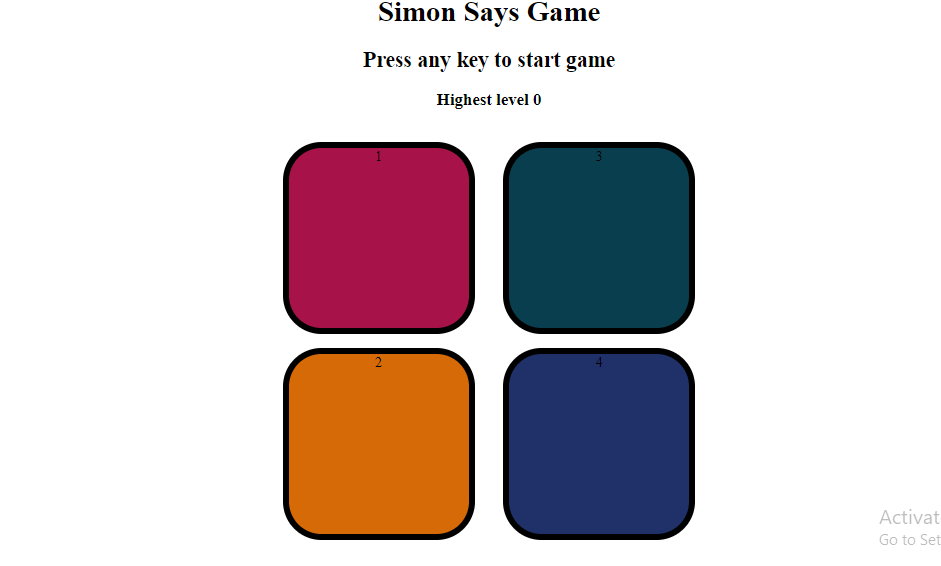 Simon Says Game
Press any key to start game
Highest level 0
1
3
2
4
Activat
Go to Set